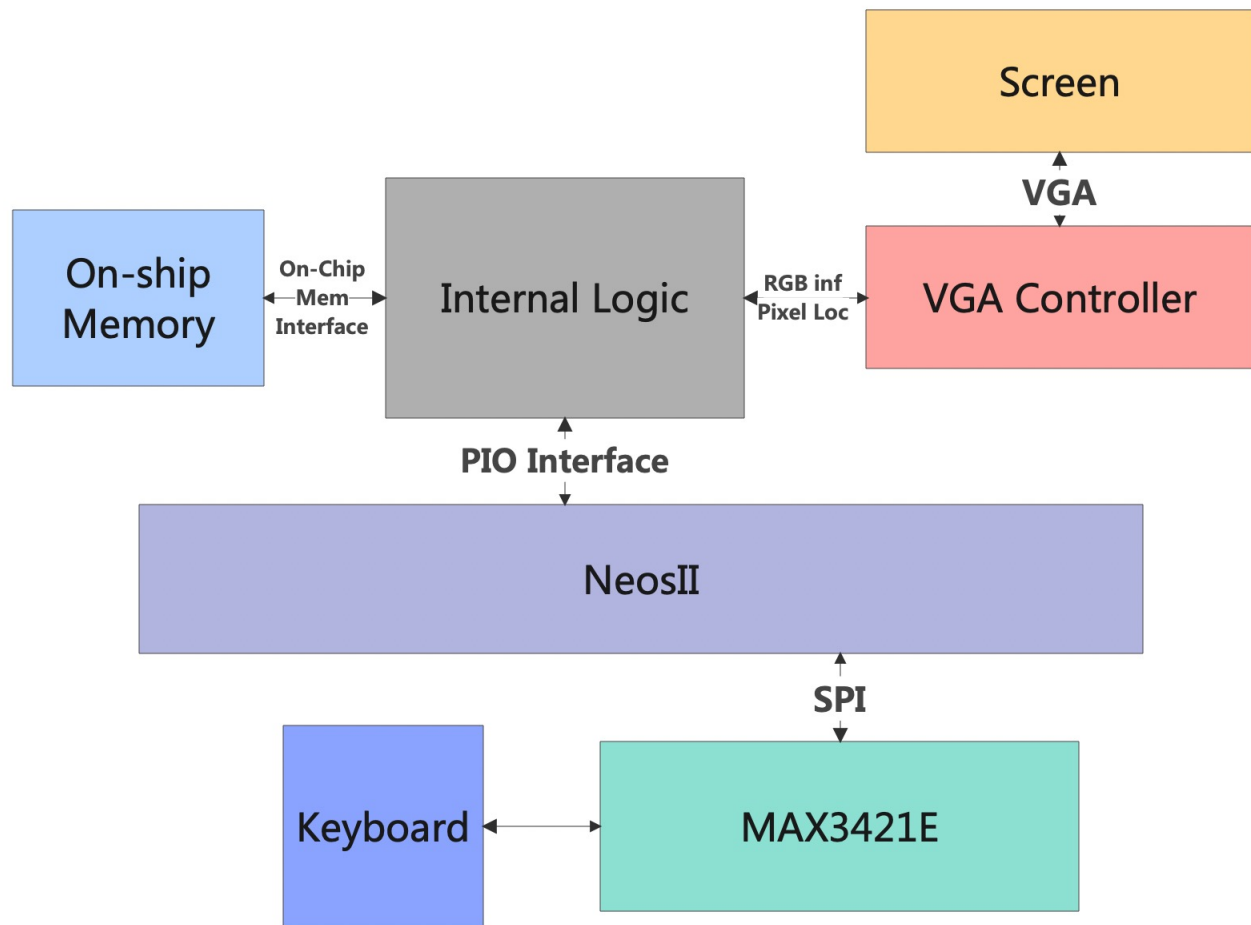 Screen
VGA
On-ship
Memory
On-Chip
Mem
Interface
Internal Logic
RGB inf
Pixel Loc
VGA Controller
PIO Interface
NeosII
SPI
Keyboard
MAX3421E